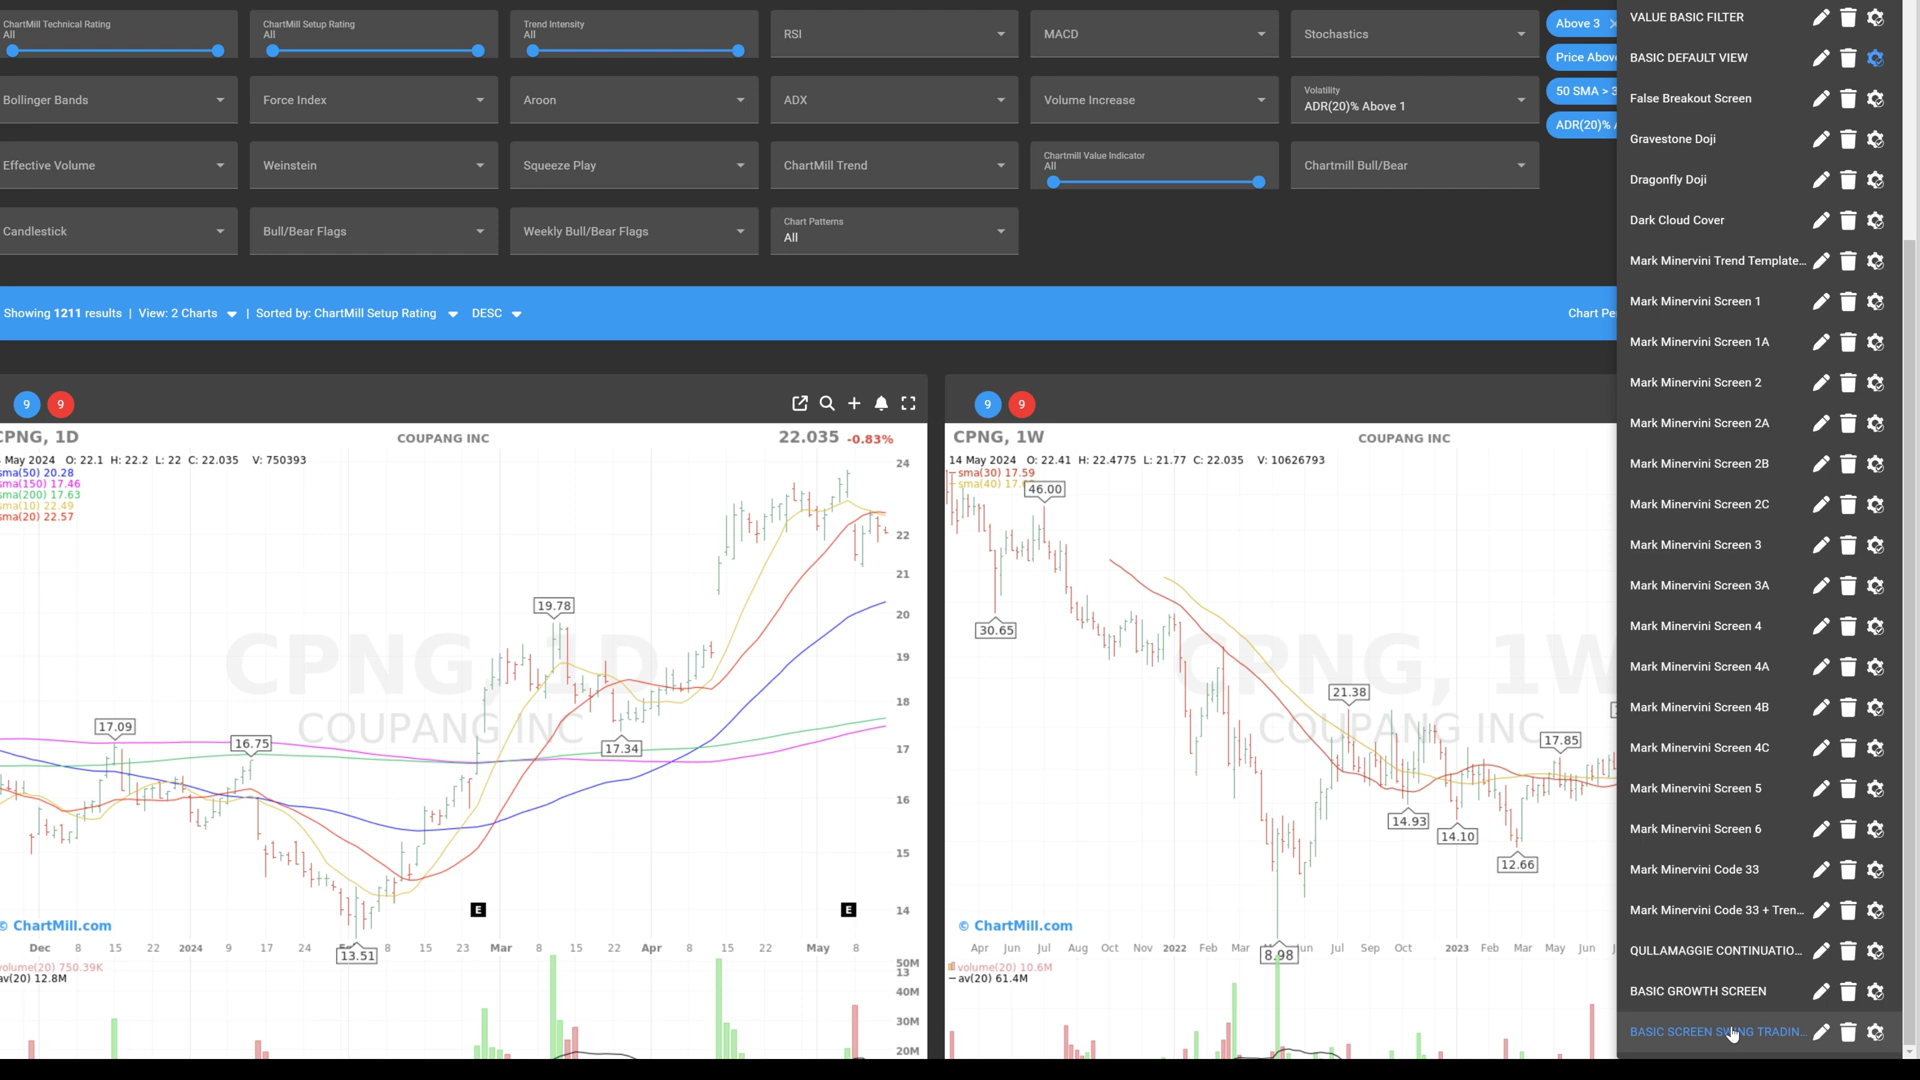 ChartMill Technical Rating
All
ChartMill Setup Rating
All
Trend Intensity
All
RSI
MACD
Stochastics
Above 3
Bollinger Bands
Force Index
Aroon
ADX
Volume Increase
Volatility
ADR(20)% Above 1
Price Above
50 SMA > 3
ADR(20)%
Effective Volume
Weinstein
Squeeze Play
ChartMill Trend
Chartmill Value Indicator
All
Chartmill Bull/Bear
Candlestick
Bull/Bear Flags
Weekly Bull/Bear Flags
Chart Patterns
All
Showing 1211 results | View: 2 Charts | Sorted by: ChartMill Setup Rating DESC
Chart Pe
9 9
CPNG, 1D
COUPANG INC
22.035 -0.83%
May 2024 O: 22.1 H: 22.2 L: 22 C: 22.035 V: 750393
sma(50) 20.28
sma(150) 17.46
sma(200) 17.63
sma(10) 22.49
sma(20) 22.57
CPNG, 1D
COUPANG INC
24
22
21
20
19
18
17
16
15
14
13
17.09
16.75
13.51
19.78
17.34
E
E
© ChartMill.com
Dec 8 15 22 2024 9 17 24 8 15 23 Mar 8 15 22 Apr 8 15 22 May 8
volume(20) 750.39K
av(20) 12.8M
50M
40M
30M
20M
9 9
CPNG, 1W
COUPANG INC
14 May 2024 O: 22.41 H: 22.4775 L: 21.77 C: 22.035 V: 10626793
sma(30) 17.59
sma(40) 17.
CPNG, 1W
COUPANG INC
46.00
30.65
21.38
17.85
14.93
14.10
12.66
8.98
© ChartMill.com
Apr Jun Jul Aug Oct Nov 2022 Feb Mar Jun Jul Sep Oct 2023 Feb Mar May Jun
volume(20) 10.6M
av(20) 61.4M
VALUE BASIC FILTER
BASIC DEFAULT VIEW
False Breakout Screen
Gravestone Doji
Dragonfly Doji
Dark Cloud Cover
Mark Minervini Trend Template...
Mark Minervini Screen 1
Mark Minervini Screen 1A
Mark Minervini Screen 2
Mark Minervini Screen 2A
Mark Minervini Screen 2B
Mark Minervini Screen 2C
Mark Minervini Screen 3
Mark Minervini Screen 3A
Mark Minervini Screen 4
Mark Minervini Screen 4A
Mark Minervini Screen 4B
Mark Minervini Screen 4C
Mark Minervini Screen 5
Mark Minervini Screen 6
Mark Minervini Code 33
Mark Minervini Code 33 + Tren...
QULLAMAGGIE CONTINUATIO...
BASIC GROWTH SCREEN
BASIC SCREEN SWING TRADIN...